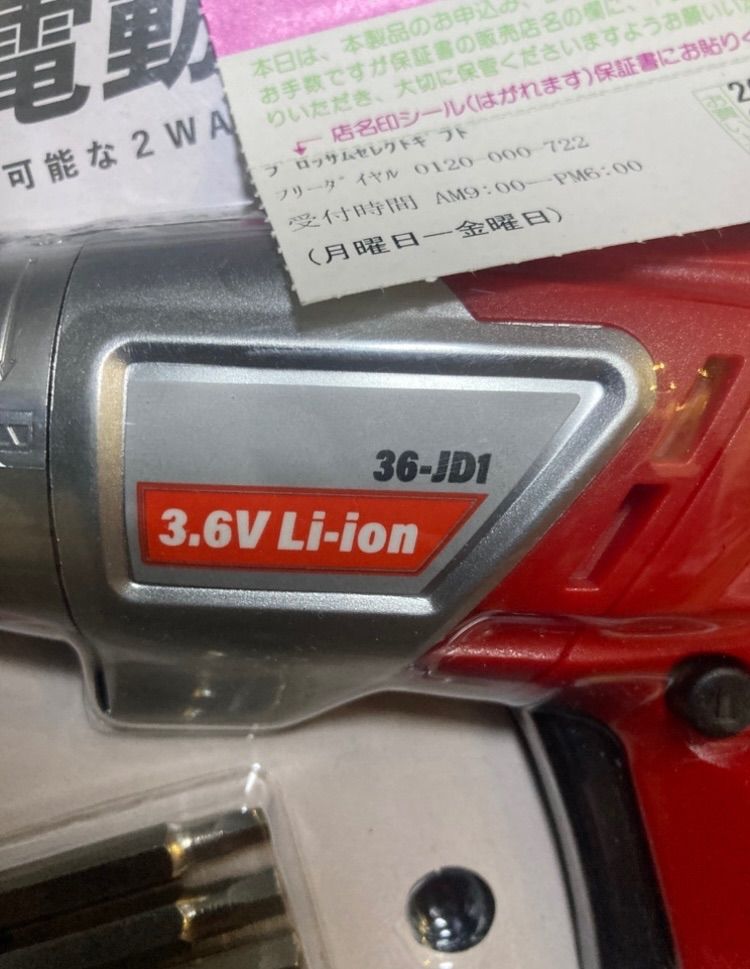 電動
可能な2WA
本日は、本製品のお申込み、
お手数ですが保証書の販売店名の欄に、
りいただき、大切に保管くださいますようお願いい
店名印シール(はがれます)保証書にお貼りく
ブロッサムセレクトギフト
フリーダイヤル 0120-000-722
受付時間 AM9:00―PM6:00
(月曜日―金曜日)
36-JD1
3.6V Li-ion